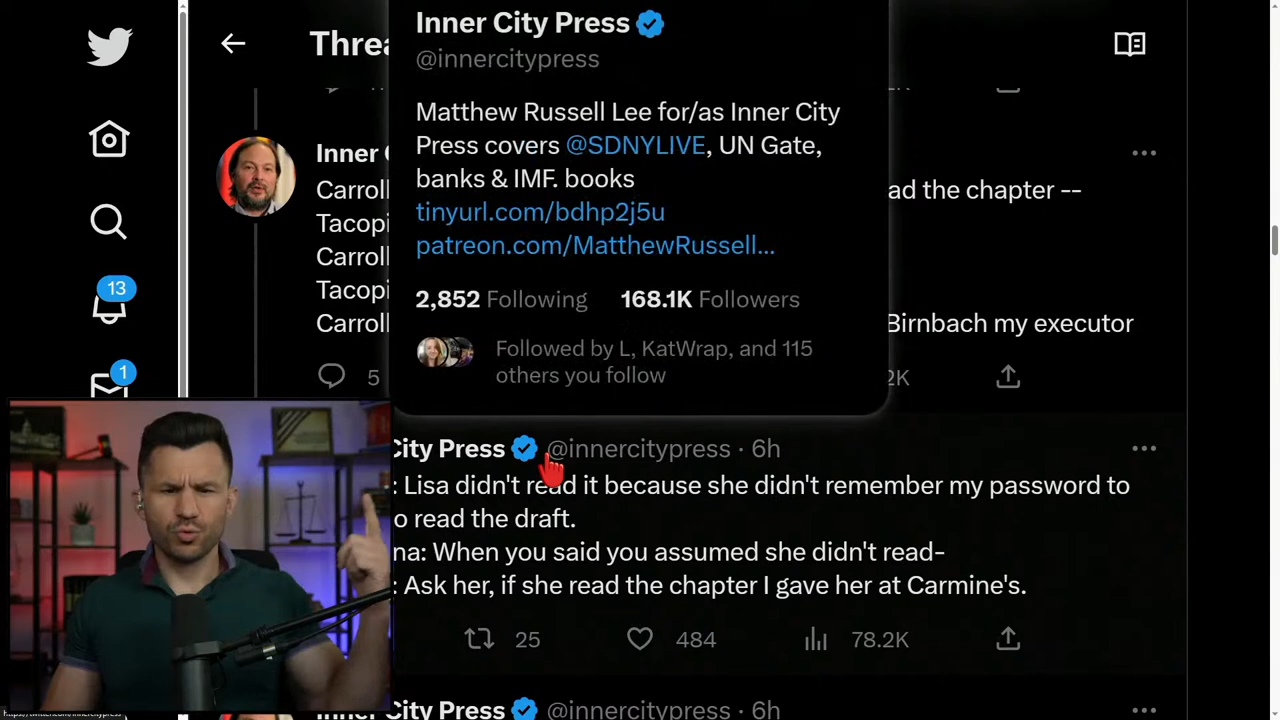 Inner City Press
@innercitypress
Threa
Matthew Russell Lee for/as Inner City
Press covers @SDNYLIVE, UN Gate,
banks & IMF. books
tinyurl.com/bdhp2j5u
patreon.com/MatthewRussell...
2,852 Following 168.1K Followers
Followed by L, KatWrap, and 115
others you follow
13
1
Inner
Carroll ead the chapter --
Tacopi
Carroll
Tacopi
Carroll Birnbach my executor
5 2K
City Press @innercitypress · 6h
: Lisa didn't read it because she didn't remember my password to
o read the draft.
na: When you said you assumed she didn't read-
: Ask her, if she read the chapter I gave her at Carmine's.
25 484 78.2K
City Press @innercitypress · 6h
https://twitter.com/innercitypress